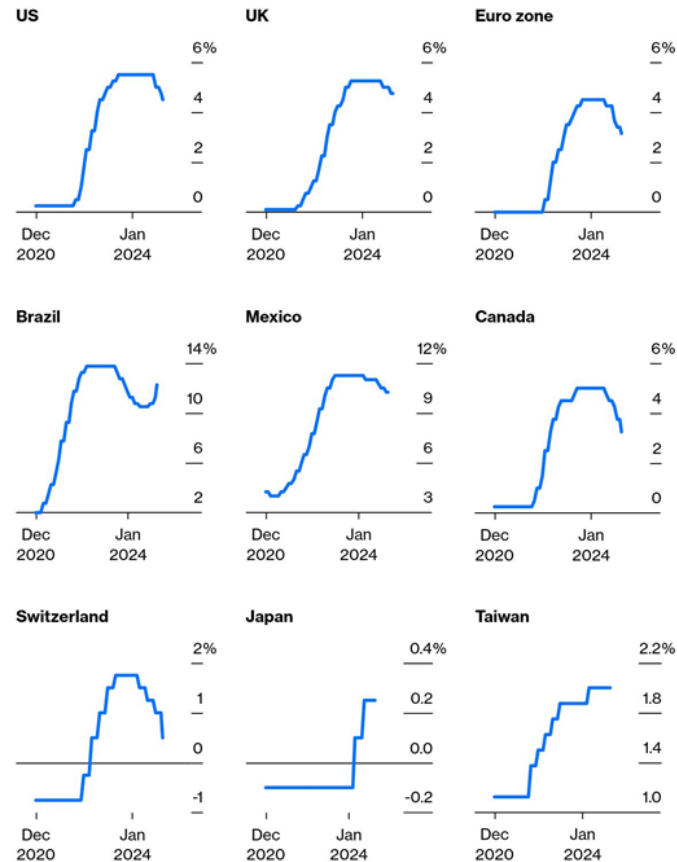 US
6%
4
2
0
Dec
2020
Jan
2024
UK
6%
4
2
0
Dec
2020
Jan
2024
Euro zone
6%
4
2
0
Dec
2020
Jan
2024
Brazil
14%
10
6
2
Dec
2020
Jan
2024
Mexico
12%
9
6
3
Dec
2020
Jan
2024
Canada
6%
4
2
0
Dec
2020
Jan
2024
Switzerland
2%
1
0
-1
Dec
2020
Jan
2024
Japan
0.4%
0.2
0.0
-0.2
Dec
2020
Jan
2024
Taiwan
2.2%
1.8
1.4
1.0
Dec
2020
Jan
2024